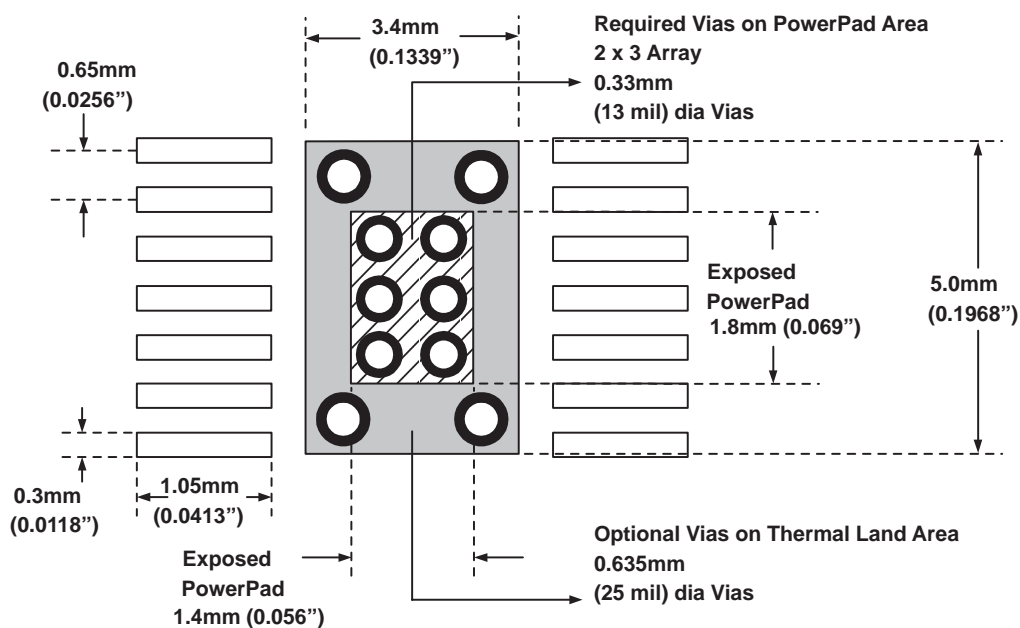 3.4mm
(0.1339”)
Required Vias on PowerPad Area
2 x 3 Array
0.33mm
(13 mil) dia Vias
0.65mm
(0.0256”)
Exposed
PowerPad
1.8mm (0.069”)
5.0mm
(0.1968”)
0.3mm
(0.0118”)
1.05mm
(0.0413”)
Exposed
PowerPad
1.4mm (0.056”)
Optional Vias on Thermal Land Area
0.635mm
(25 mil) dia Vias